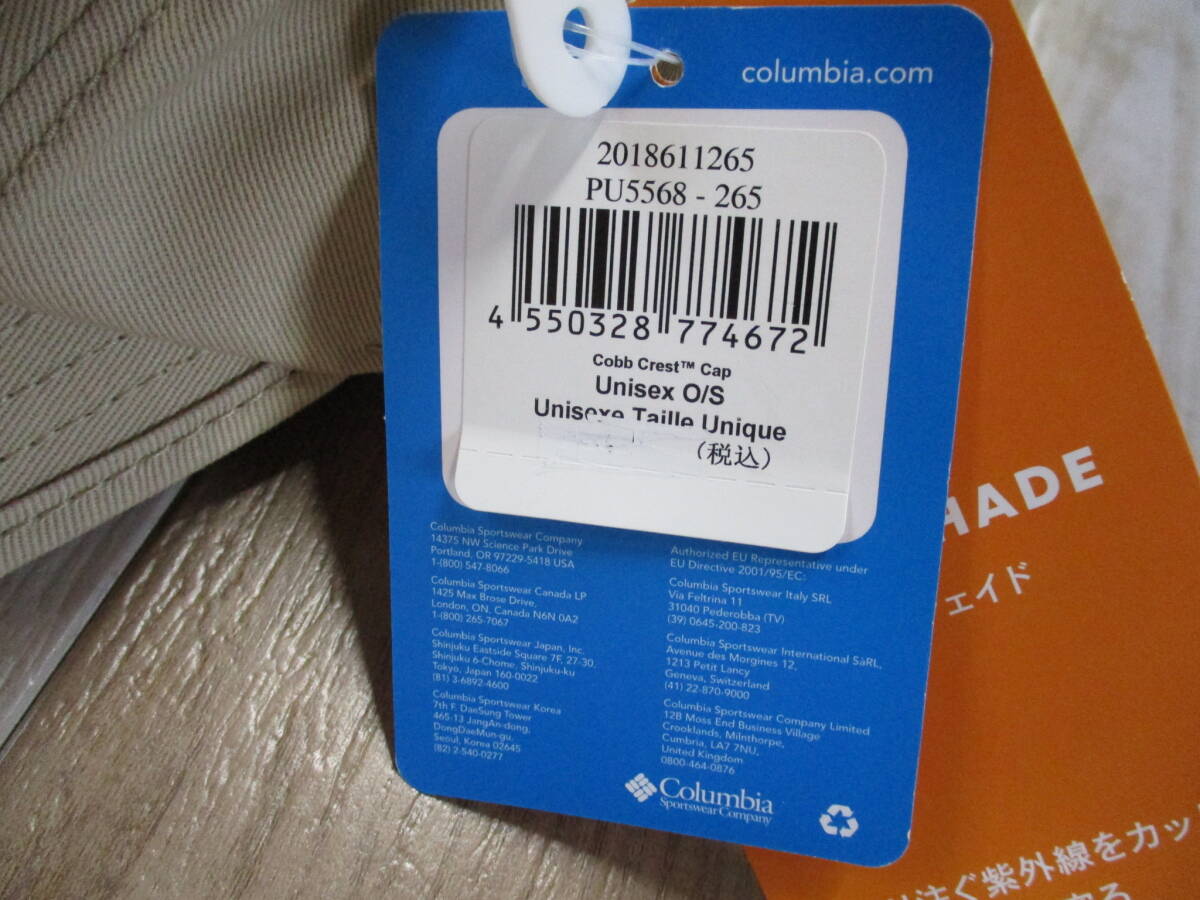 columbia.com
2018611265
PU5568 - 265
4 550328 774672
Cobb Crest™ Cap
Unisex O/S
Unisexe Taille Unique
(税込)
Columbia Sportswear Company
14375 NW Science Park Drive
Portland, OR 97229-5418 USA
1-(800) 547-8066
Columbia Sportswear Canada LP
1425 Max Brose Drive,
London, ON, Canada N6N 0A2
1-(800) 265-7067
Columbia Sportswear Japan, Inc.
Shinjuku Eastside Square 7F, 27-30,
Shinjuku 6-Chome, Shinjuku-ku
Tokyo, Japan 160-0022
(81) 3-6892-4600
Columbia Sportswear Korea
7th F. DaeSung Tower
465-13 JangAn-dong,
DongDaeMun-gu,
Seoul, Korea 02645
(82) 2-540-0277
Authorized EU Representative under
EU Directive 2001/95/EC:
Columbia Sportswear Italy SRL
Via Feltrina 11
31040 Pederobba (TV)
(39) 0645-200-823
Columbia Sportswear International SàRL,
Avenue des Morgines 12,
1213 Petit Lancy
Geneva, Switzerland
(41) 22-870-9000
Columbia Sportswear Company Limited
12B Moss End Business Village
Crooklands, Milnthorpe,
Cumbria, LA7 7NU,
United Kingdom
0800-464-0876
Columbia
Sportswear Company
HADE
ェイド
注ぐ紫外線をカッ